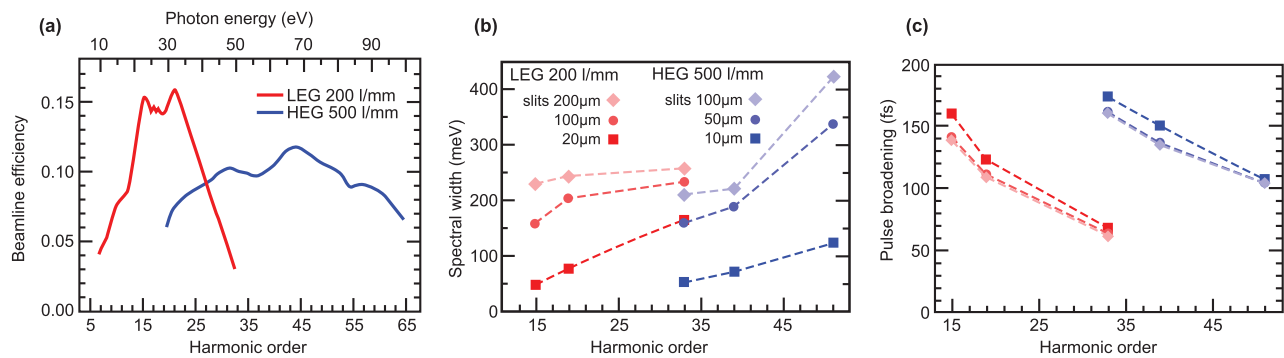 (a)
Photon energy (eV)
10 30 50 70 90
Beamline efficiency
0.15
0.10
0.05
0.00
LEG 200 l/mm
HEG 500 l/mm
5 15 25 35 45 55 65
Harmonic order
(b)
Spectral width (meV)
400
300
200
100
0
LEG 200 l/mm HEG 500 l/mm
slits 200µm slits 100µm
100µm 50µm
20µm 10µm
15 25 35 45
Harmonic order
(c)
Pulse broadening (fs)
200
150
100
50
0
15 25 35 45
Harmonic order